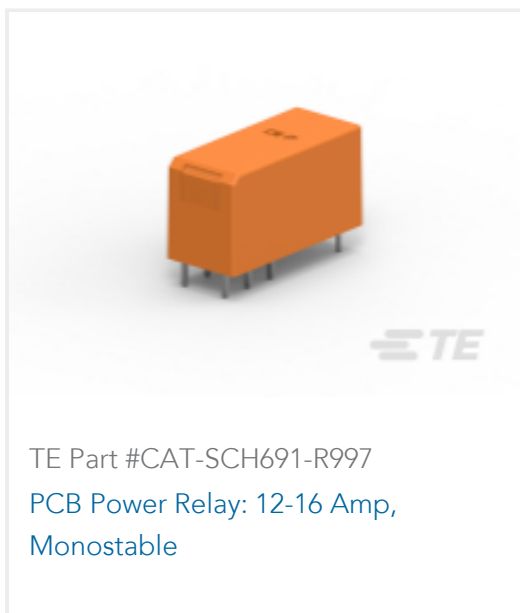 TE
TE Part #CAT-SCH691-R997
PCB Power Relay: 12-16 Amp,
Monostable